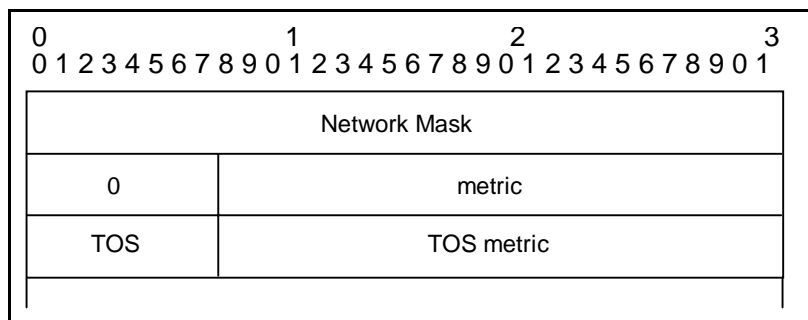 0 1 2 3
0 1 2 3 4 5 6 7 8 9 0 1 2 3 4 5 6 7 8 9 0 1 2 3 4 5 6 7 8 9 0 1
Network Mask
0 metric
TOS TOS metric